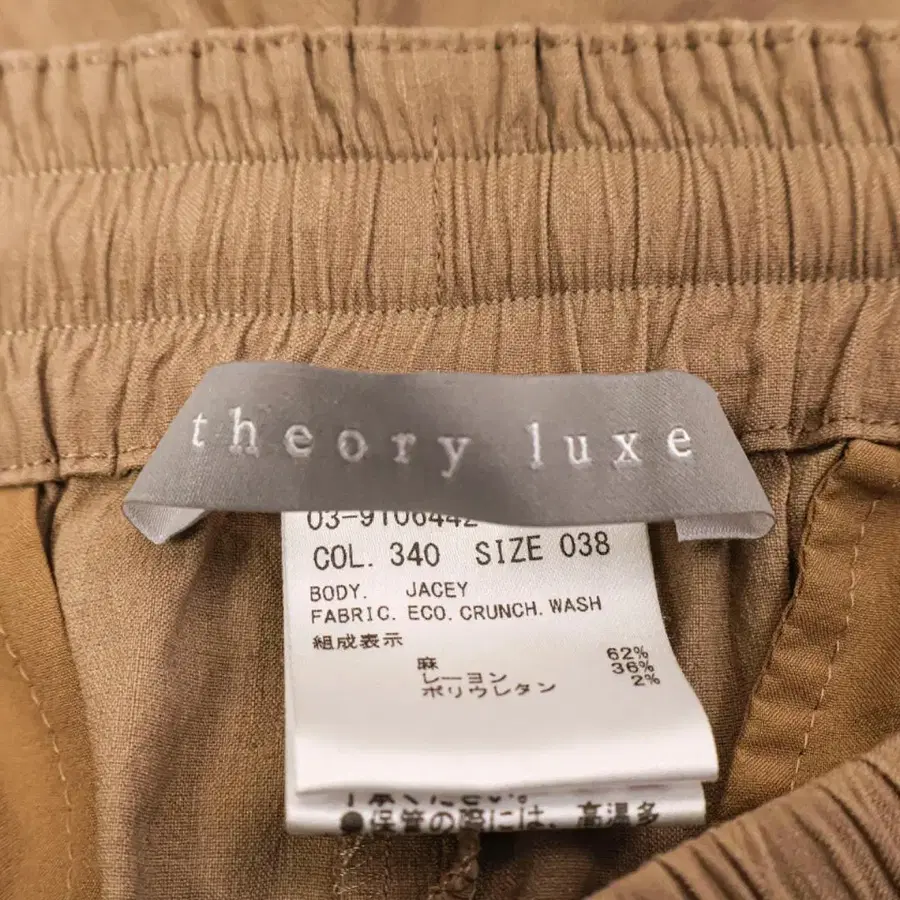 theory luxe
03-9106442
COL. 340 SIZE 038
BODY. JACEY
FABRIC. ECO. CRUNCH. WASH
組成表示
麻 62%
レーヨン 36%
ポリウレタン 2%
●保管の際には、高温多